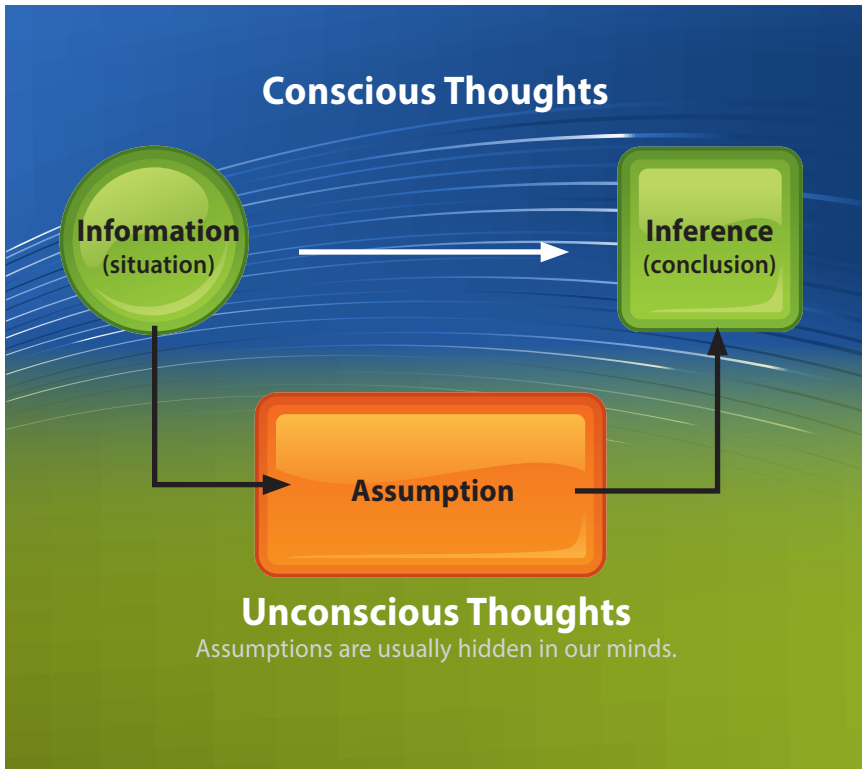 Conscious Thoughts
Information
(situation)
Inference
(conclusion)
Assumption
Unconscious Thoughts
Assumptions are usually hidden in our minds.